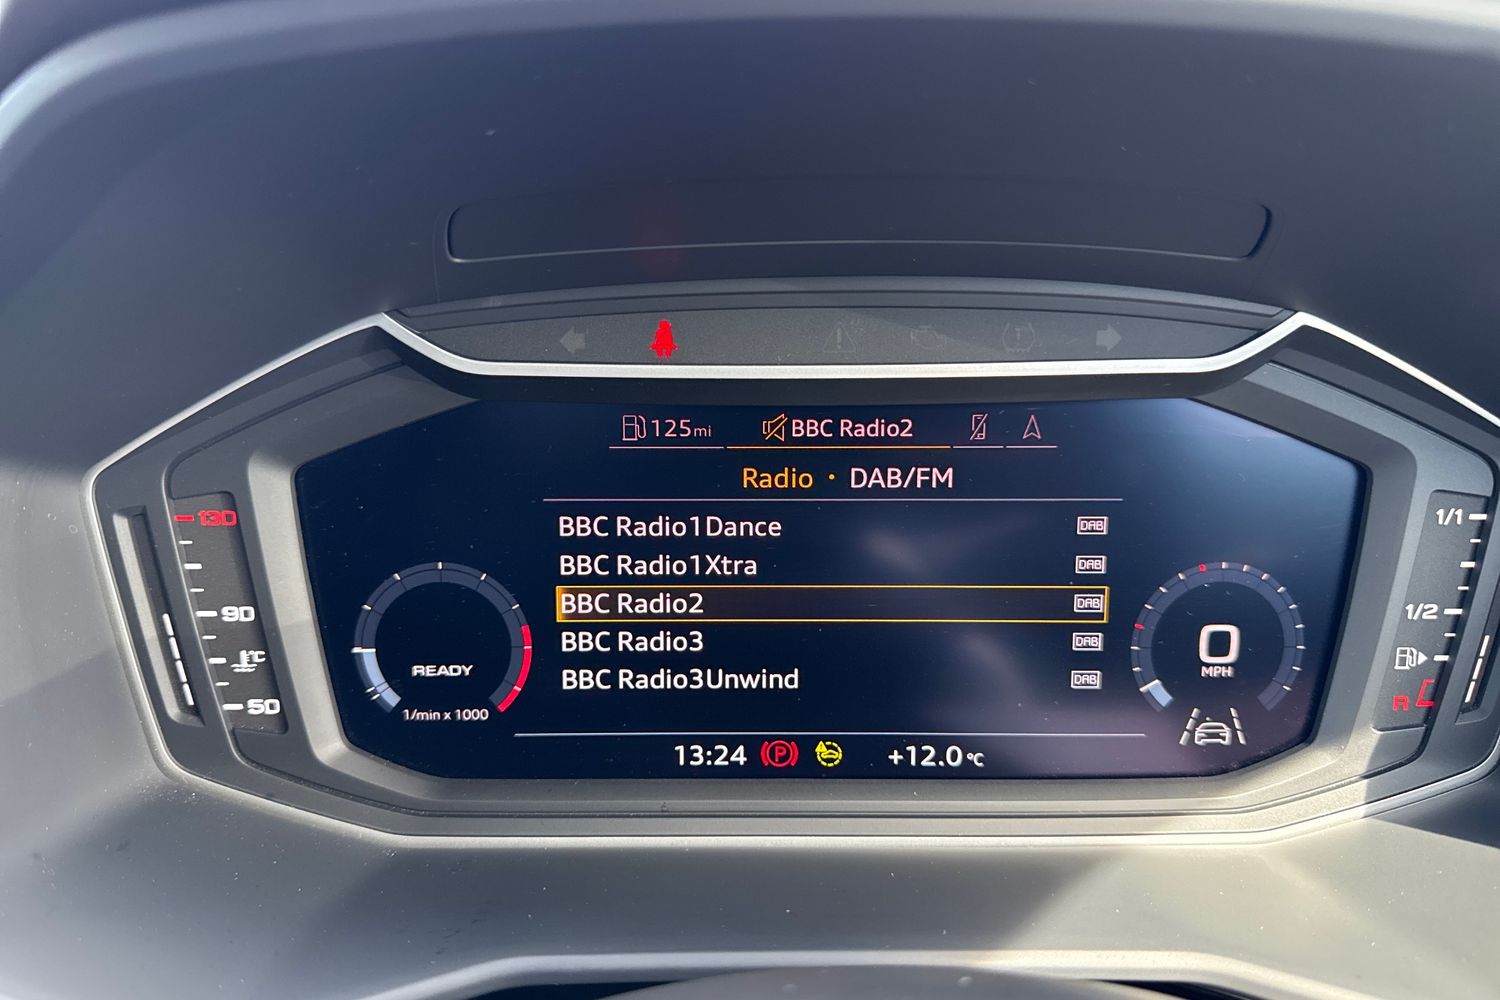 125mi
BBC Radio2
Radio · DAB/FM
BBC Radio1Dance DAB
BBC Radio1Xtra DAB
BBC Radio2 DAB
BBC Radio3 DAB
BBC Radio3Unwind DAB
13:24 P +12.0°C
130
90
°C
50
READY
1/min x 1000
0
MPH
1/1
1/2
R